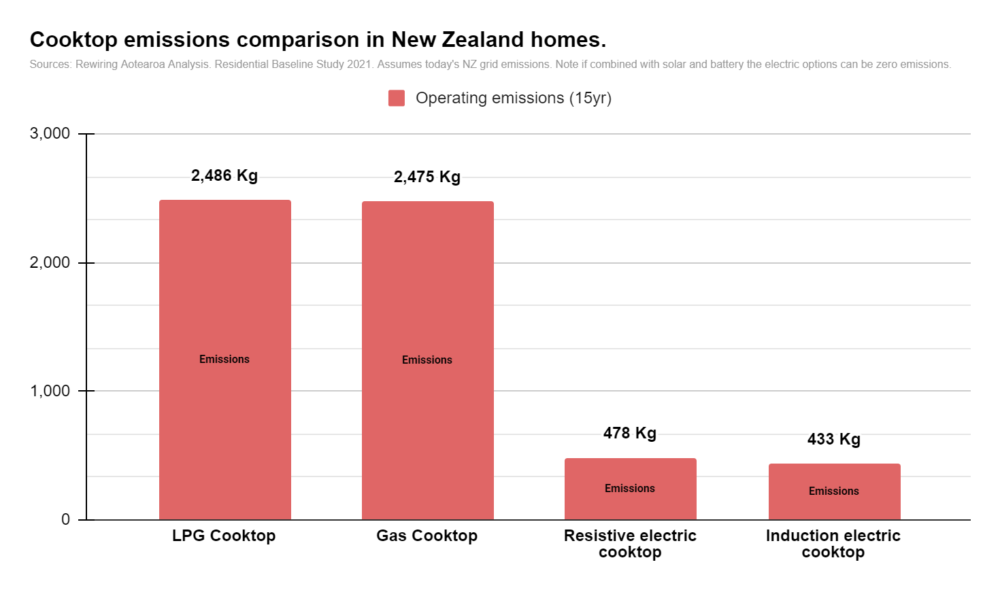 Cooktop emissions comparison in New Zealand homes.
Sources: Rewiring Aotearoa Analysis. Residential Baseline Study 2021. Assumes today's NZ grid emissions. Note if combined with solar and battery the electric options can be zero emissions.
Operating emissions (15yr)
3,000
2,000
1,000
0
2,486 Kg
2,475 Kg
478 Kg
433 Kg
Emissions
Emissions
Emissions
Emissions
LPG Cooktop
Gas Cooktop
Resistive electric
cooktop
Induction electric
cooktop